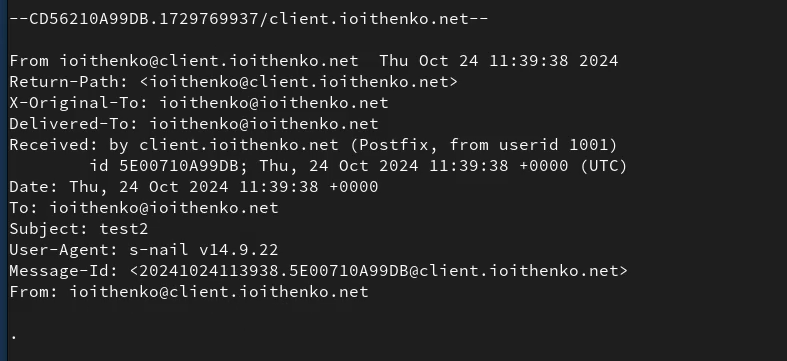 --CD56210A99DB.1729769937/client.ioithenko.net--
From ioithenko@client.ioithenko.net  Thu Oct 24 11:39:38 2024
Return-Path: <ioithenko@client.ioithenko.net>
X-Original-To: ioithenko@ioithenko.net
Delivered-To: ioithenko@ioithenko.net
Received: by client.ioithenko.net (Postfix, from userid 1001)
        id 5E00710A99DB; Thu, 24 Oct 2024 11:39:38 +0000 (UTC)
Date: Thu, 24 Oct 2024 11:39:38 +0000
To: ioithenko@ioithenko.net
Subject: test2
User-Agent: s-nail v14.9.22
Message-Id: <20241024113938.5E00710A99DB@client.ioithenko.net>
From: ioithenko@client.ioithenko.net
.